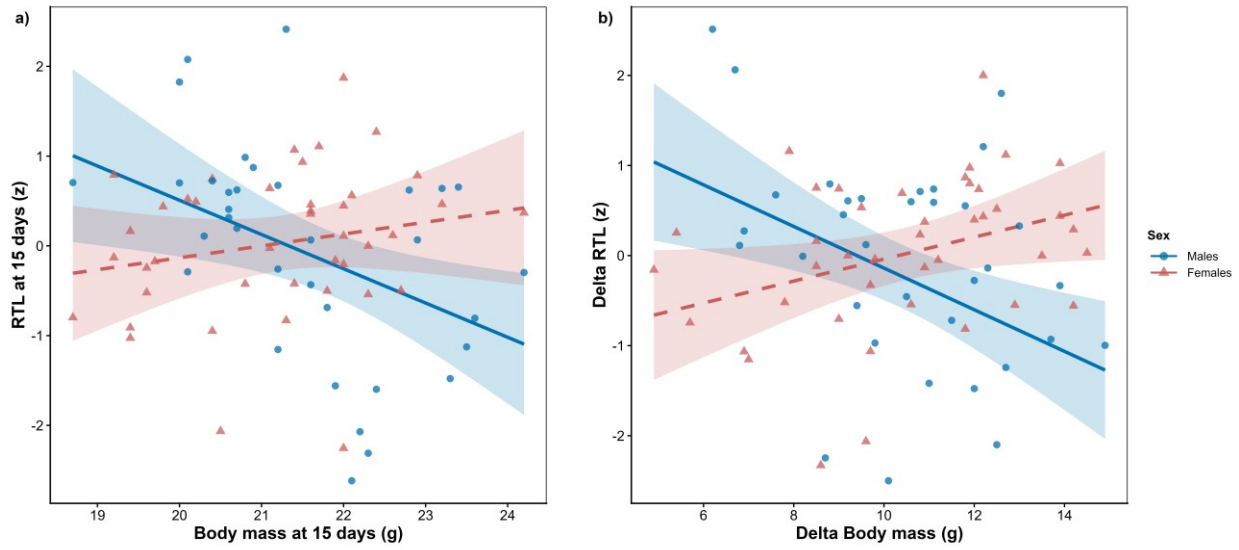 a)
RTL at 15 days (z)
2
1
0
-1
-2
19 20 21 22 23 24
Body mass at 15 days (g)
b)
Delta RTL (z)
2
1
0
-1
-2
6 8 10 12 14
Delta Body mass (g)
Sex
Males
Females